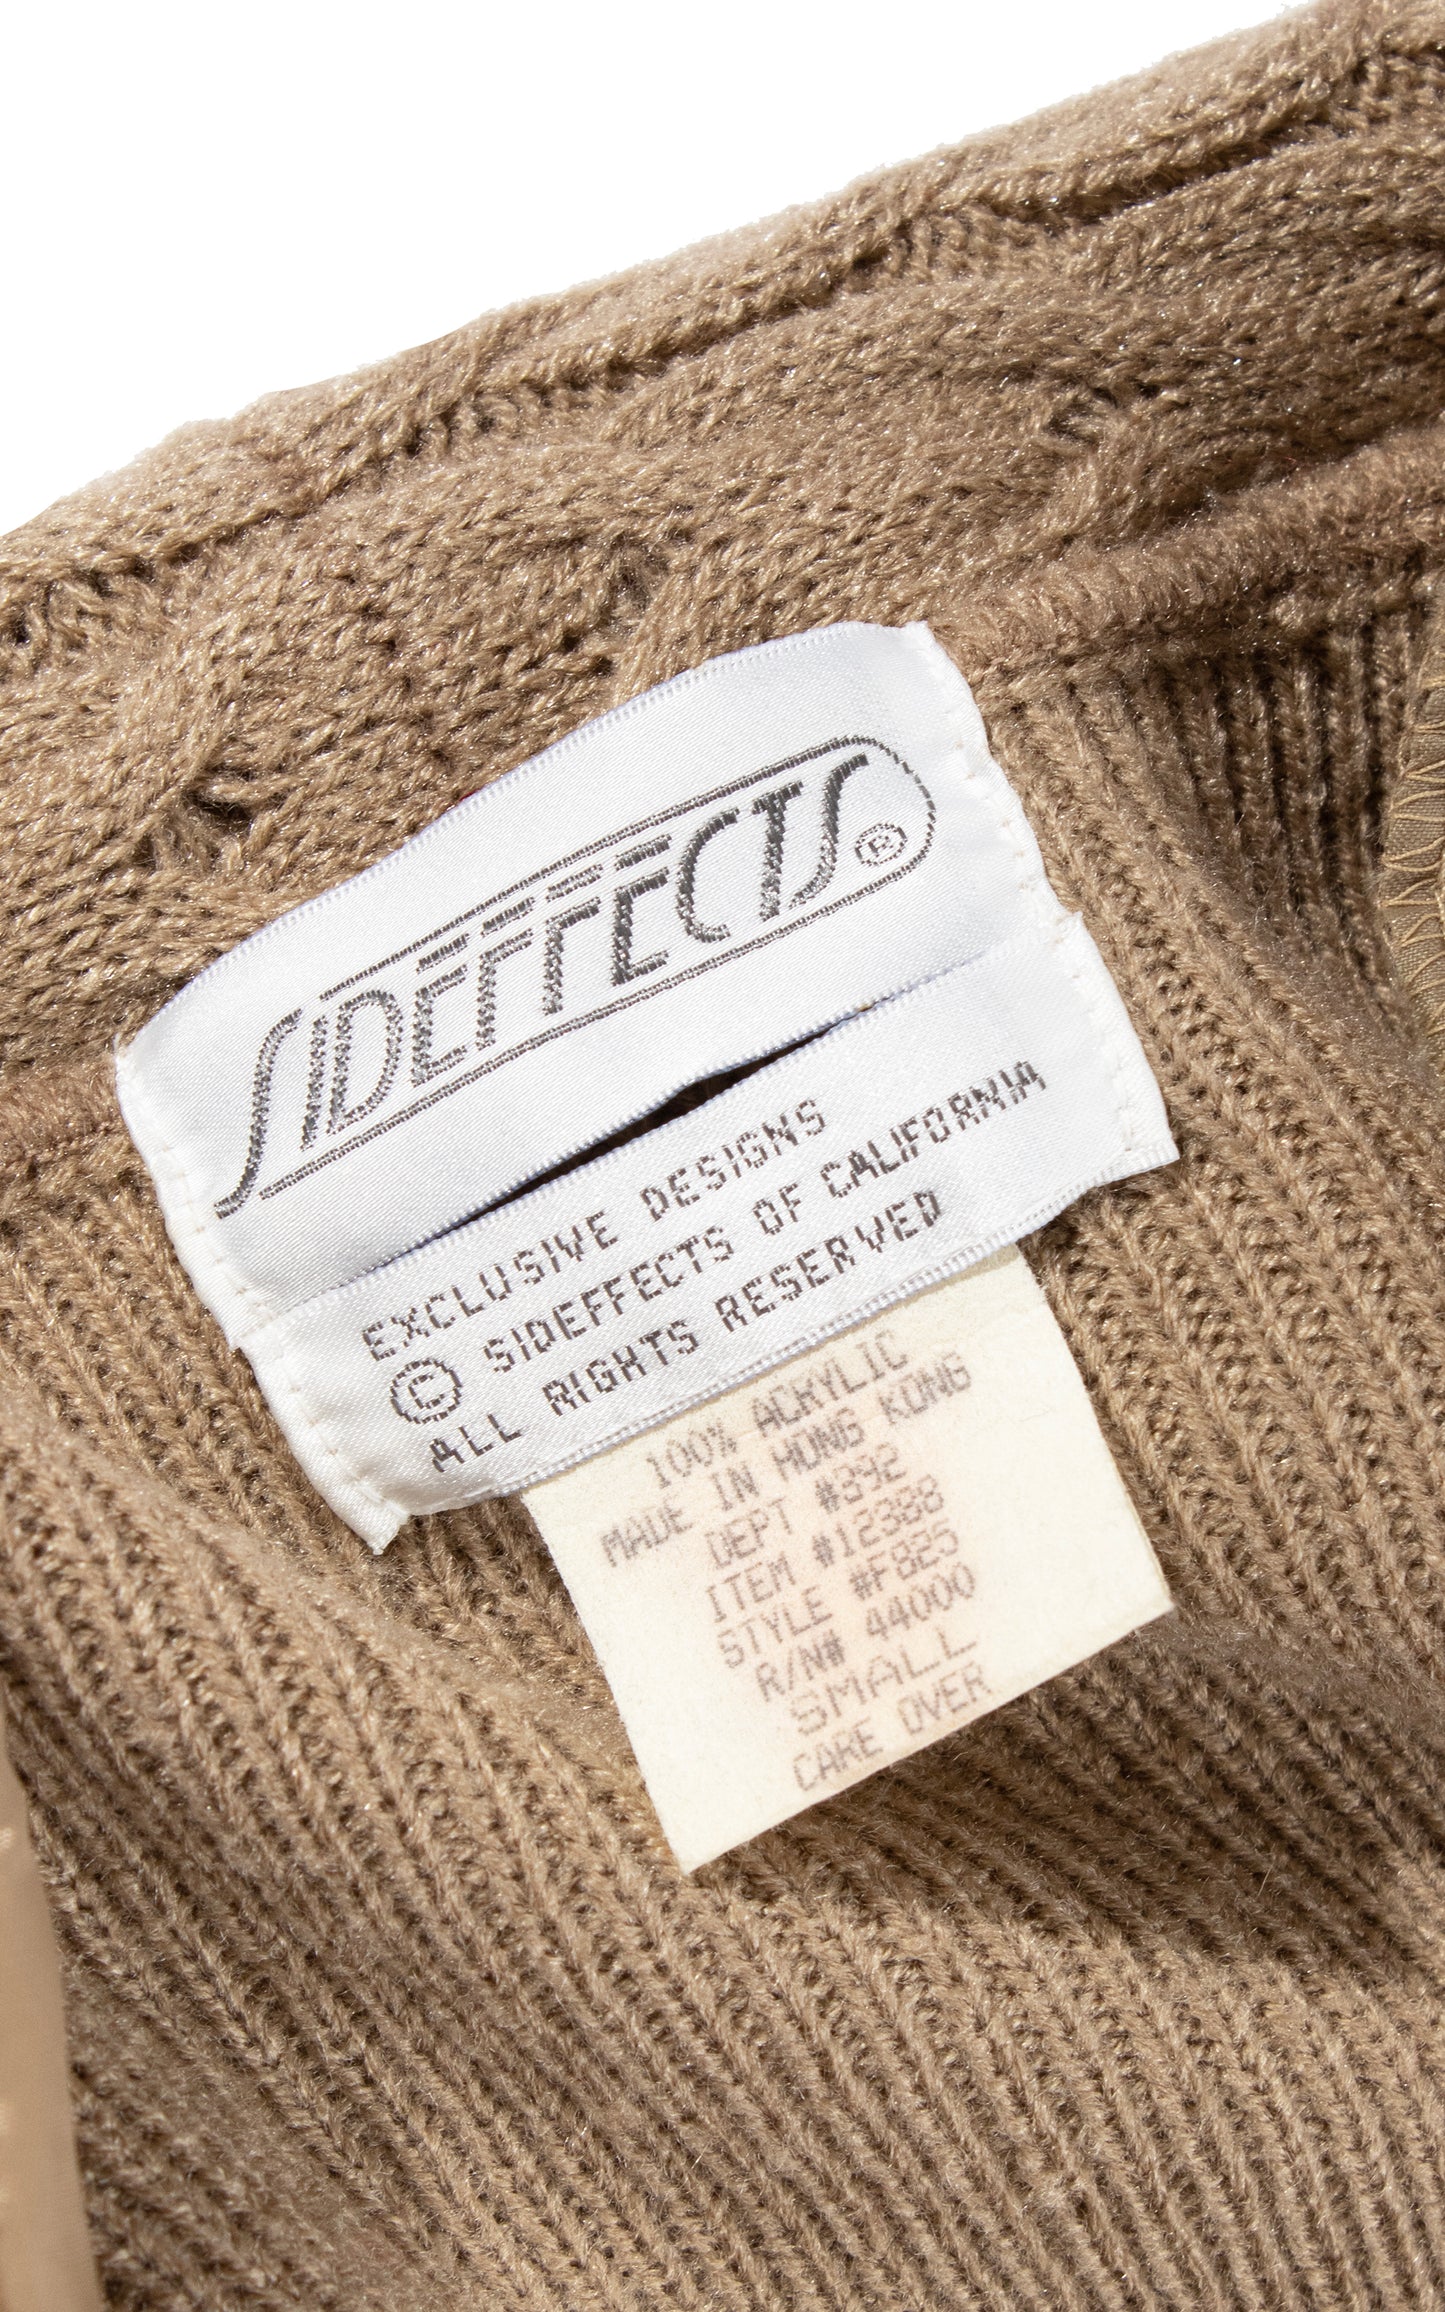 SIDEFFECTS ®
EXCLUSIVE DESIGNS
© SIDEFFECTS OF CALIFORNIA
ALL RIGHTS RESERVED
100% ACRYLIC
MADE IN HONG KONG
DEPT #392
ITEM #12388
STYLE #F825
R/N# 44000
SMALL
CARE OVER